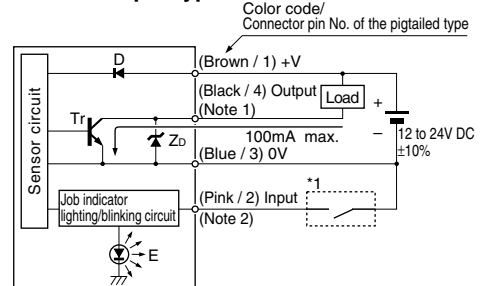 Color code/
Connector pin No. of the pigtailed type
D
(Brown / 1) +V
(Black / 4) Output
Load
+
Tr
(Note 1)
Sensor circuit
ZD
100mA max.
– 12 to 24V DC
±10%
(Blue / 3) 0V
Job indicator
lighting/blinking circuit
(Pink / 2) Input
*1
(Note 2)
E